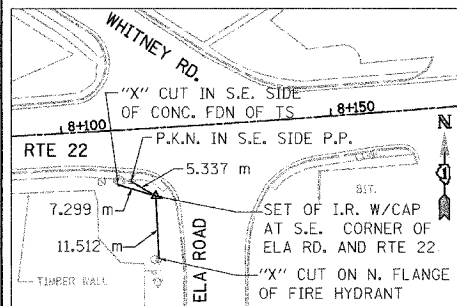 WHITNEY RD.
"X" CUT IN S.E. SIDE
OF CONC. FDN OF TS
8+150
8+100
P.K.N. IN S.E. SIDE P.P.
N
RTE 22
5.337 m
BIT.
7.299 m
SET OF I.R. W/CAP
AT S.E. CORNER OF
ELA RD. AND RTE 22
11.512 m
ELA ROAD
TIMBER WALL
"X" CUT ON N. FLANGE
OF FIRE HYDRANT